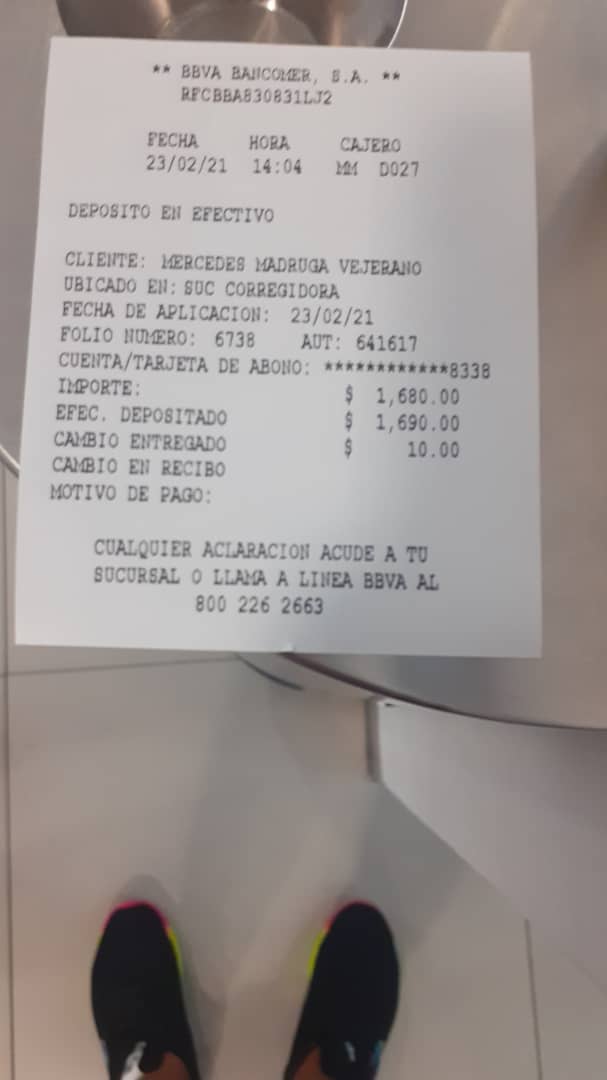 ** BBVA BANCOMER, S.A. **
RFCBBA830831LJ2
FECHA HORA CAJERO
23/02/21 14:04 MM D027
DEPOSITO EN EFECTIVO
CLIENTE: MERCEDES MADRUGA VEJERANO
UBICADO EN: SUC CORREGIDORA
FECHA DE APLICACION: 23/02/21
FOLIO NUMERO: 6738 AUT: 641617
CUENTA/TARJETA DE ABONO: ************8338
IMPORTE: $ 1,680.00
EFEC. DEPOSITADO $ 1,690.00
CAMBIO ENTREGADO $ 10.00
CAMBIO EN RECIBO
MOTIVO DE PAGO:
CUALQUIER ACLARACION ACUDE A TU
SUCURSAL O LLAMA A LINEA BBVA AL
800 226 2663